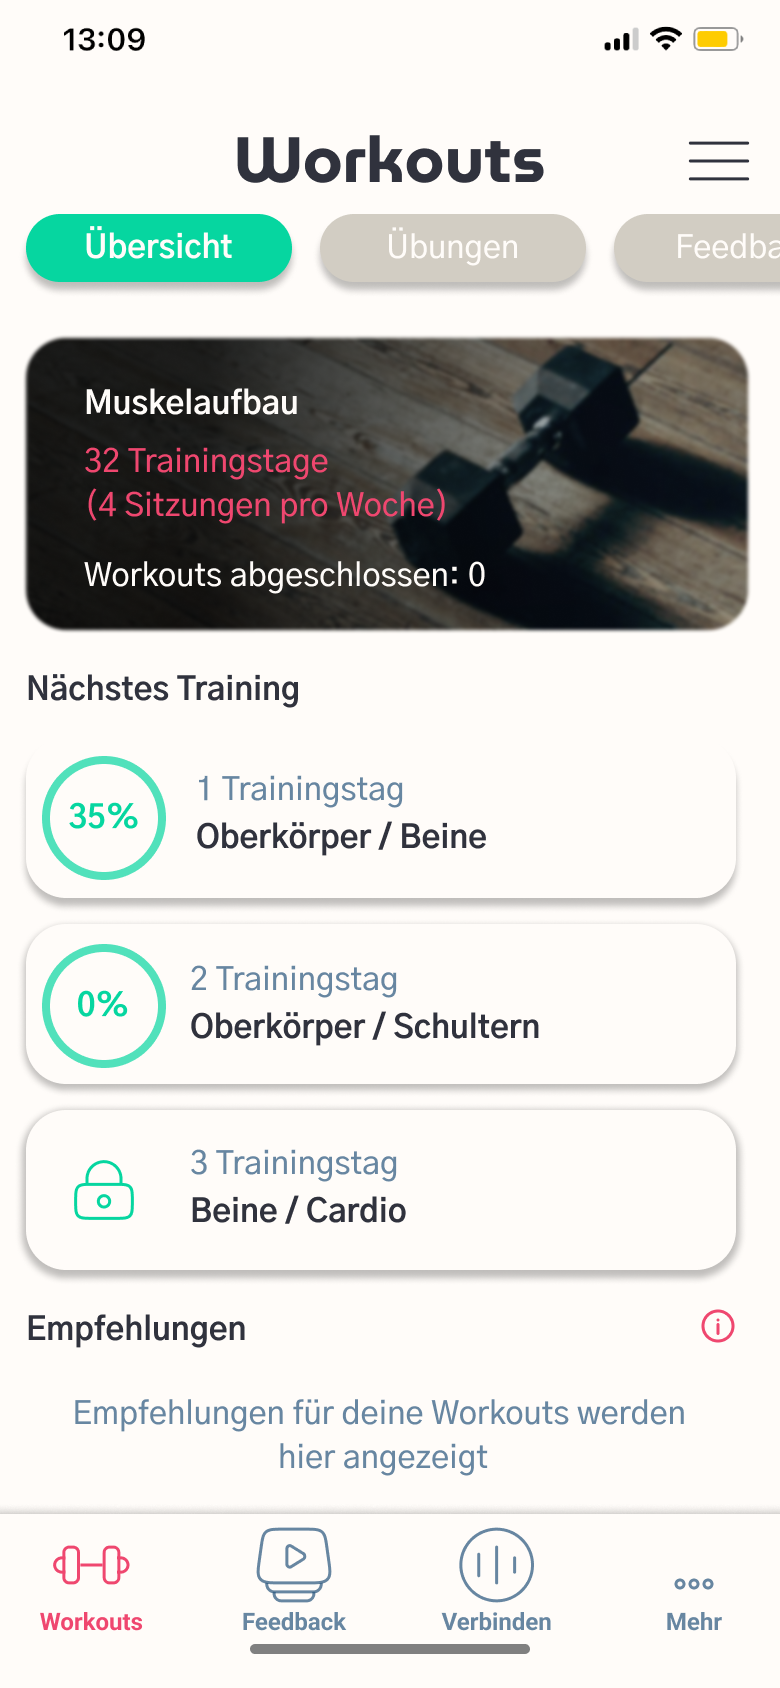 13:09
Workouts
Übersicht Übungen Feedba
Muskelaufbau
32 Trainingstage
(4 Sitzungen pro Woche)
Workouts abgeschlossen: 0
Nächstes Training
35%
1 Trainingstag
Oberkörper / Beine
0%
2 Trainingstag
Oberkörper / Schultern
3 Trainingstag
Beine / Cardio
Empfehlungen
Empfehlungen für deine Workouts werden
hier angezeigt
Workouts Feedback Verbinden Mehr